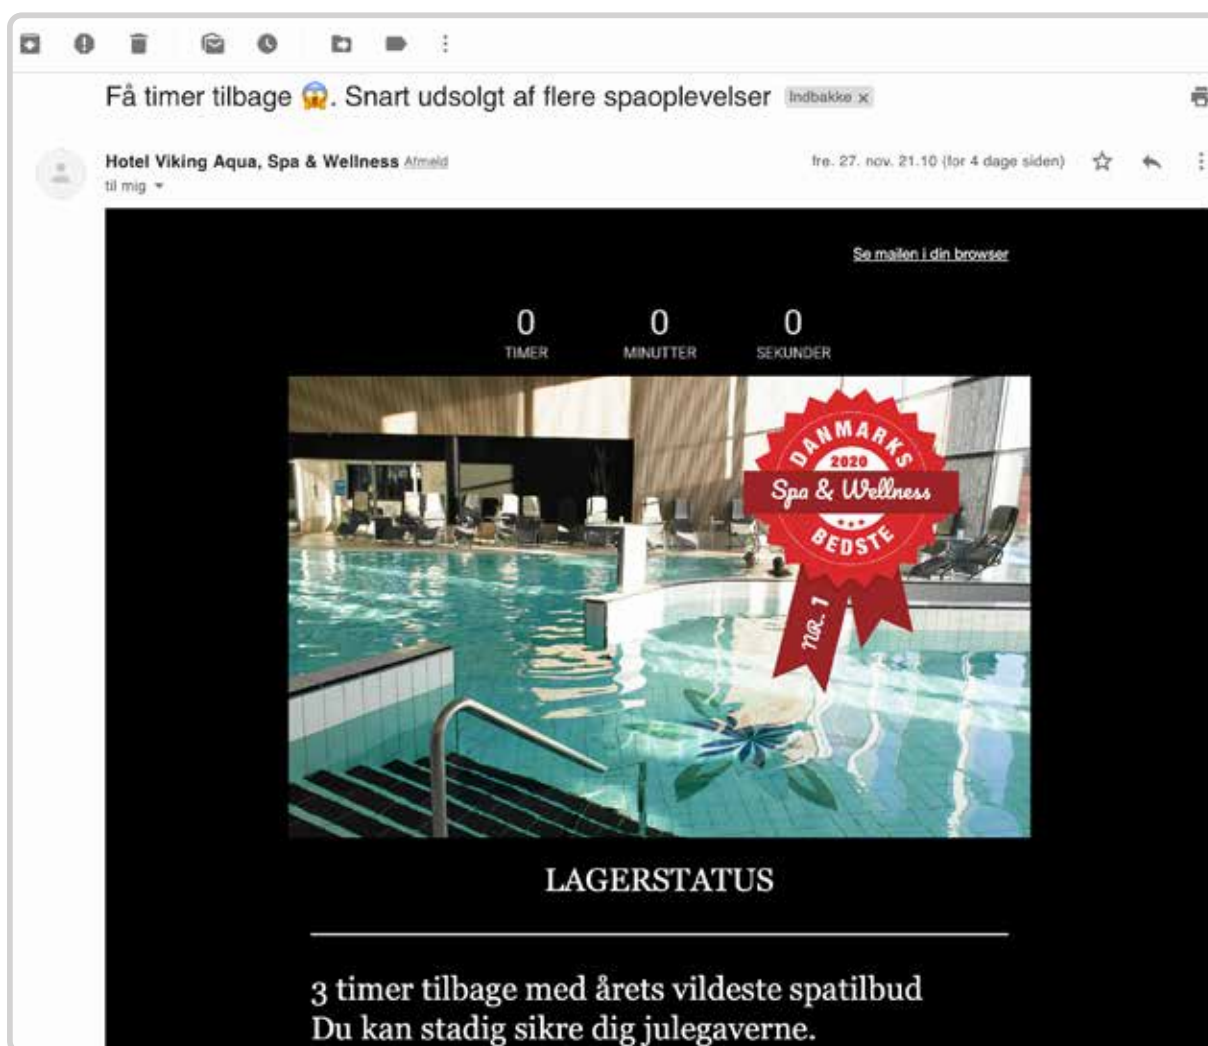 Få timer tilbage 😱. Snart udsolgt af flere spaoplevelser Indbakke x
Hotel Viking Aqua, Spa & Wellness Afmeld
fre. 27. nov. 21.10 (for 4 dage siden)
til mig
Se mailen i din browser
0 0 0
TIMER MINUTTER SEKUNDER
DANMARKS
2020
Spa & Wellness
BEDSTE
NR. 1
LAGERSTATUS
3 timer tilbage med årets vildeste spatilbud
Du kan stadig sikre dig julegaverne.